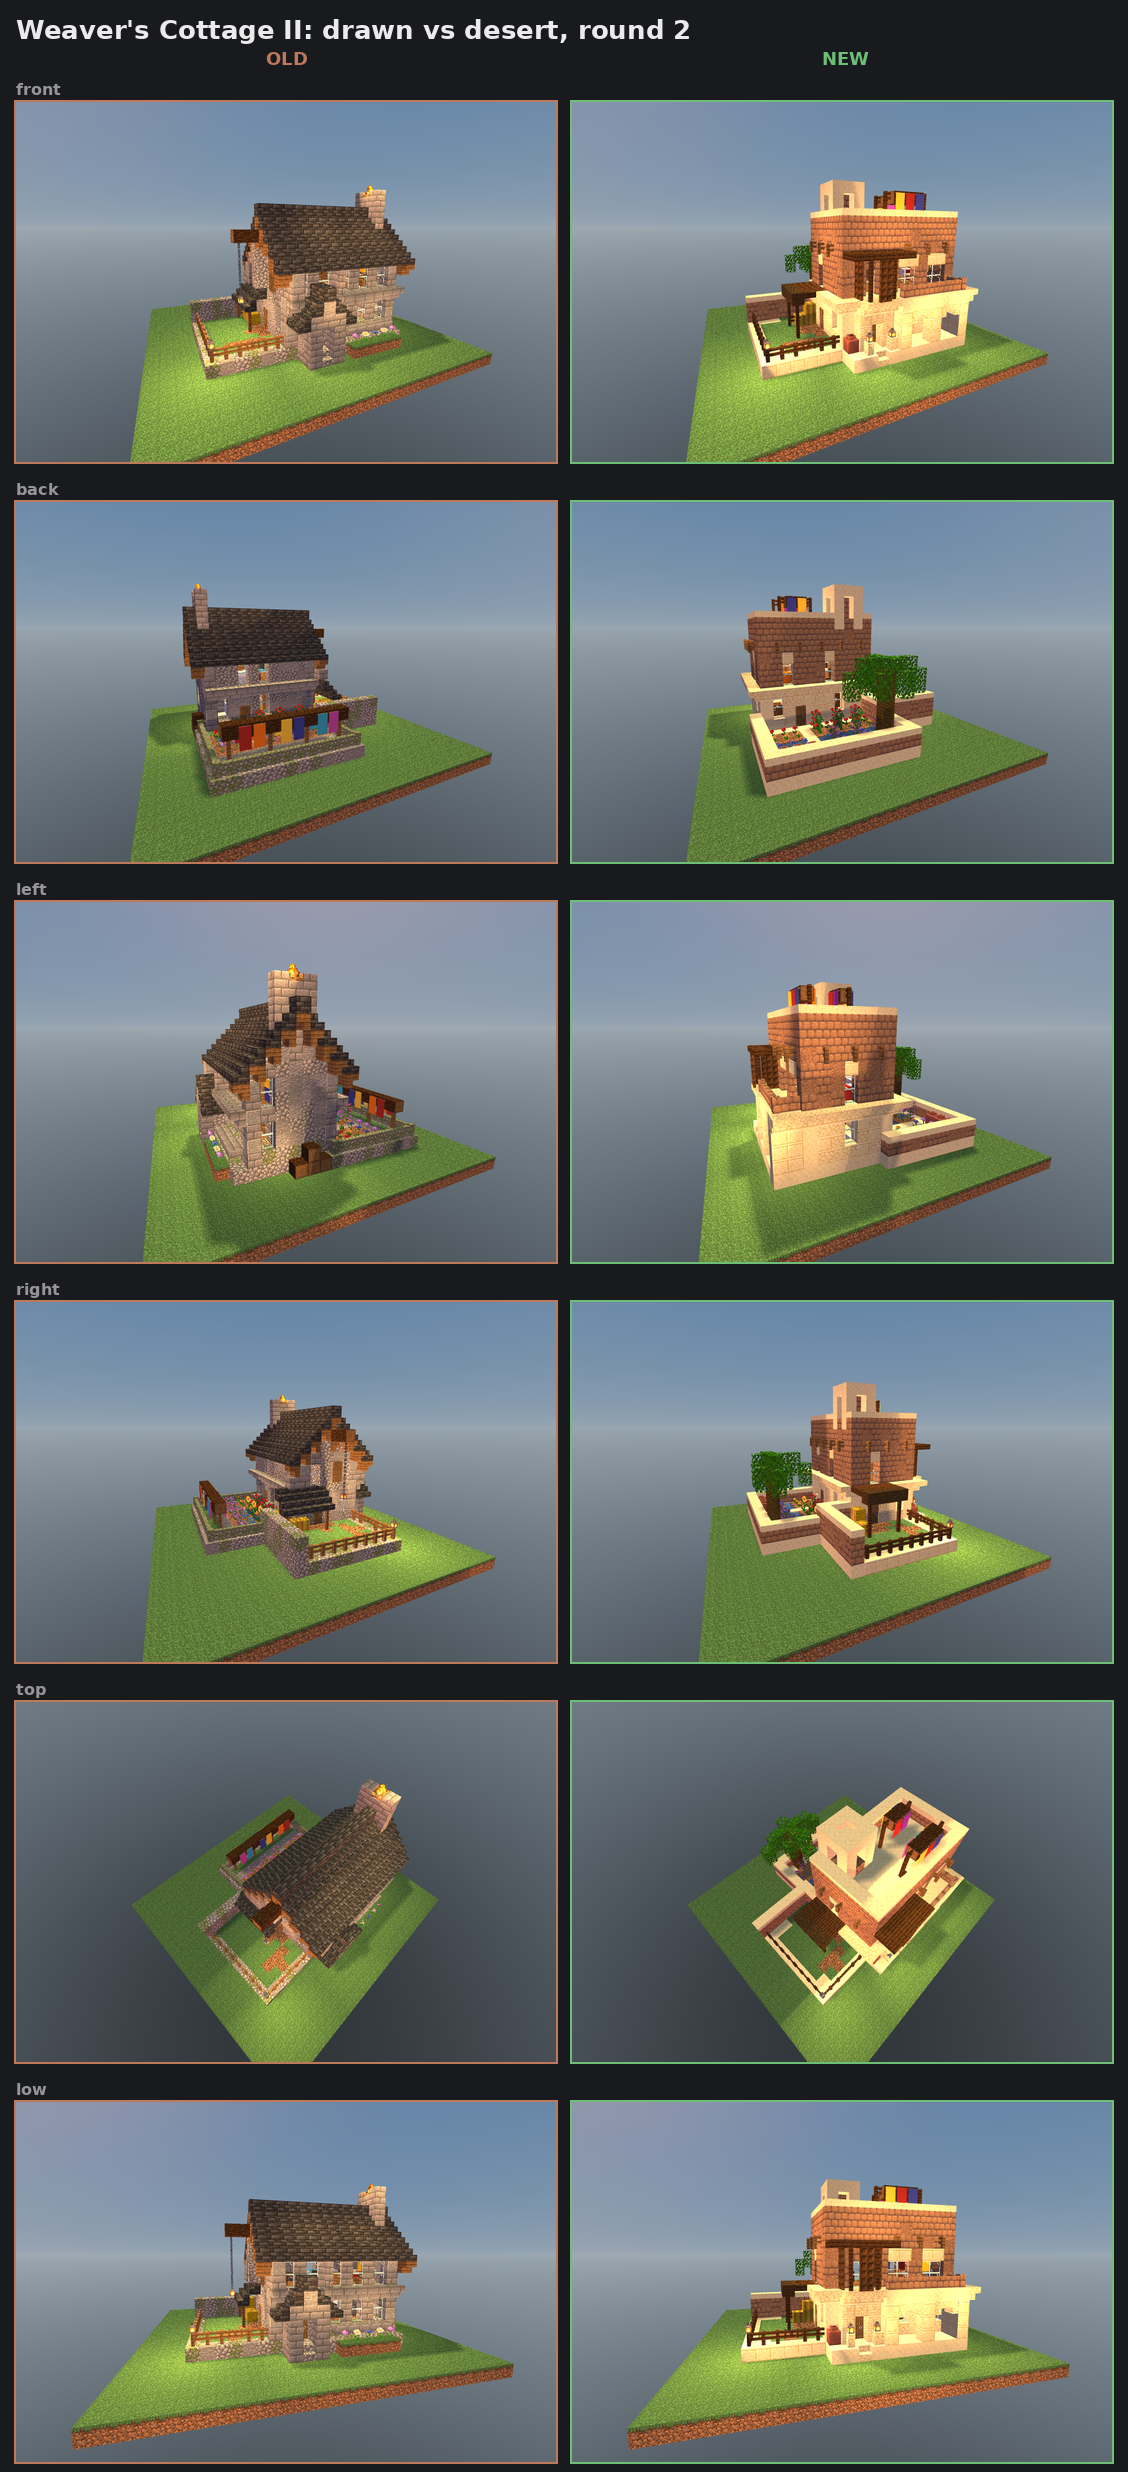 Weaver's Cottage II: drawn vs desert, round 2
OLD
NEW
front
back
left
right
top
low